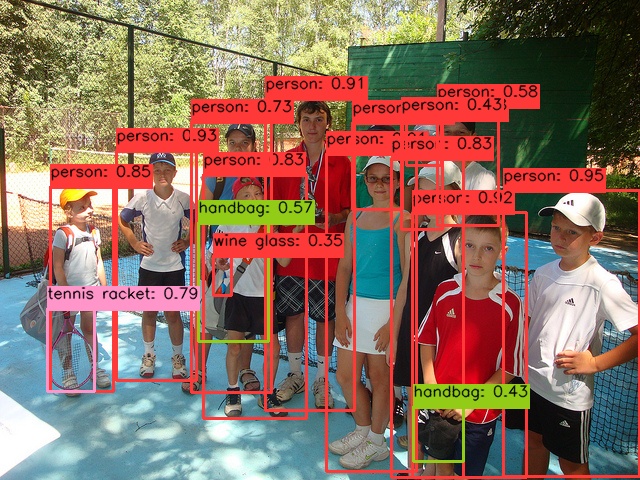 person: 0.91
person: 0.58
person: 0.73
person: 0.43
person: 0.93
person: 0.83
person: 0.83
person: 0.85
person: 0.95
person: 0.92
handbag: 0.57
wine glass: 0.35
tennis racket: 0.79
handbag: 0.43